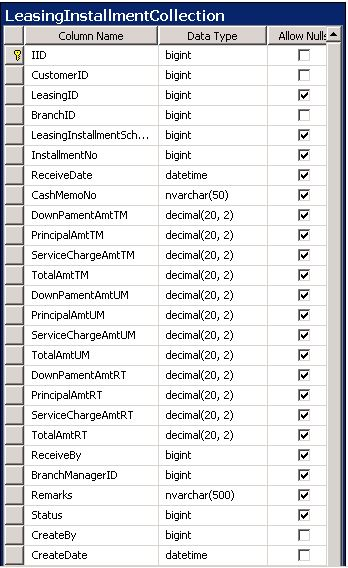 LeasingInstallmentCollection
Column Name Data Type Allow Nulls
IID bigint
CustomerID bigint
LeasingID bigint
BranchID bigint
LeasingInstallmentSch... bigint
InstallmentNo bigint
ReceiveDate datetime
CashMemoNo nvarchar(50)
DownPamentAmtTM decimal(20, 2)
PrincipalAmtTM decimal(20, 2)
ServiceChargeAmtTM decimal(20, 2)
TotalAmtTM decimal(20, 2)
DownPamentAmtUM decimal(20, 2)
PrincipalAmtUM decimal(20, 2)
ServiceChargeAmtUM decimal(20, 2)
TotalAmtUM decimal(20, 2)
DownPamentAmtRT decimal(20, 2)
PrincipalAmtRT decimal(20, 2)
ServiceChargeAmtRT decimal(20, 2)
TotalAmtRT decimal(20, 2)
ReceiveBy bigint
BranchManagerID bigint
Remarks nvarchar(500)
Status bigint
CreateBy bigint
CreateDate datetime